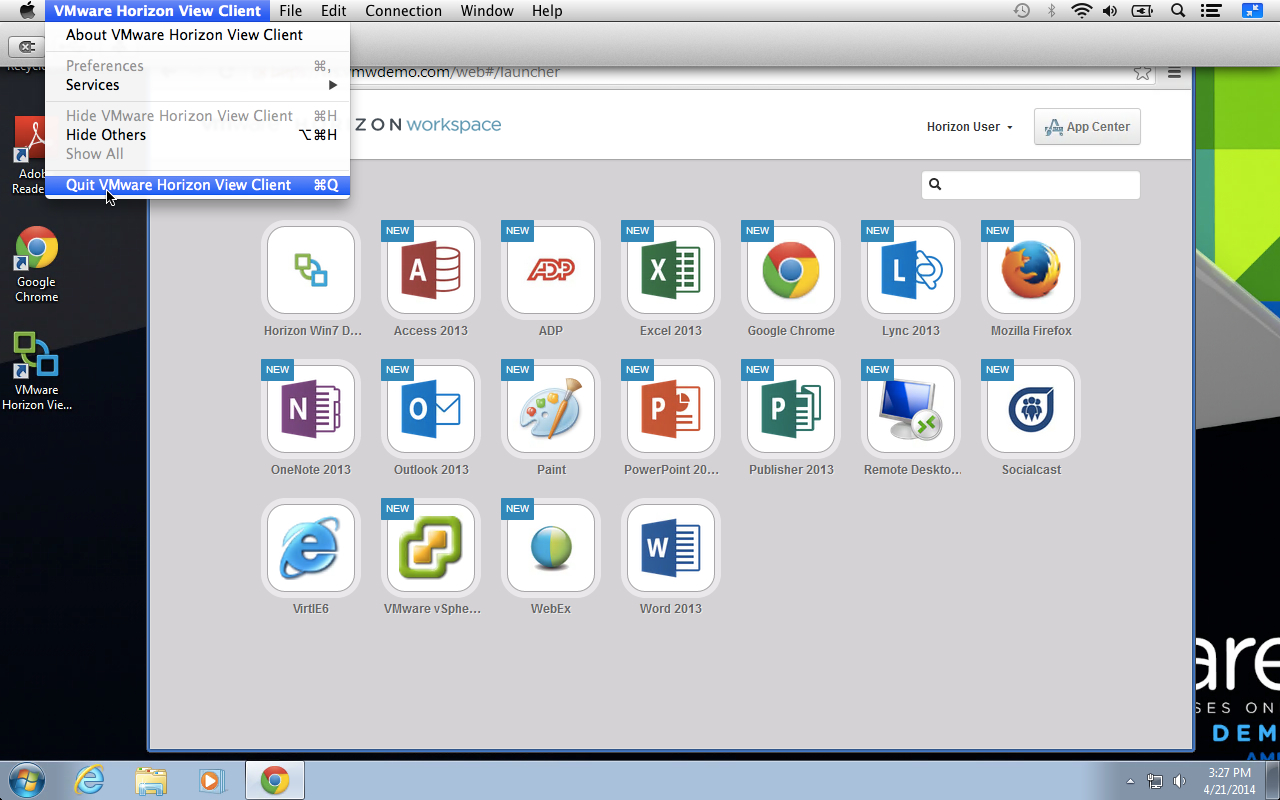 VMware Horizon View Client File Edit Connection Window Help
About VMware Horizon View Client
Preferences ⌘,
Services
Hide VMware Horizon View Client ⌘H
Hide Others ⌥⌘H
Show All
Quit VMware Horizon View Client ⌘Q
mwdemo.com/web#/launcher
ZON workspace
Horizon User
App Center
Adob
Reade
Google
Chrome
VMware
Horizon Vie...
NEW NEW NEW NEW NEW NEW
Horizon Win7 D... Access 2013 ADP Excel 2013 Google Chrome Lync 2013 Mozilla Firefox
NEW NEW NEW NEW NEW NEW NEW
OneNote 2013 Outlook 2013 Paint PowerPoint 20... Publisher 2013 Remote Deskto... Socialcast
NEW NEW
VirtIE6 VMware vSphe... WebEx Word 2013
are
SES ON
DEM
3:27 PM
4/21/2014